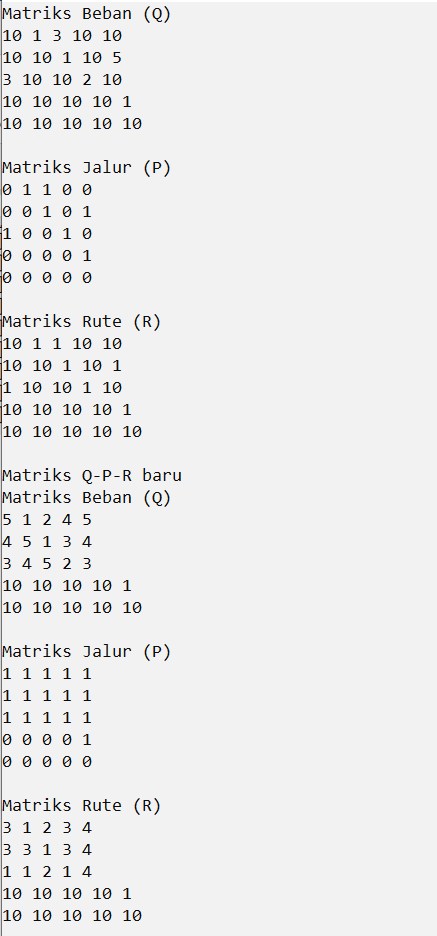 Matriks Beban (Q)
10 1 3 10 10
10 10 1 10 5
3 10 10 2 10
10 10 10 10 1
10 10 10 10 10
Matriks Jalur (P)
0 1 1 0 0
0 0 1 0 1
1 0 0 1 0
0 0 0 0 1
0 0 0 0 0
Matriks Rute (R)
10 1 1 10 10
10 10 1 10 1
1 10 10 1 10
10 10 10 10 1
10 10 10 10 10
Matriks Q-P-R baru
Matriks Beban (Q)
5 1 2 4 5
4 5 1 3 4
3 4 5 2 3
10 10 10 10 1
10 10 10 10 10
Matriks Jalur (P)
1 1 1 1 1
1 1 1 1 1
1 1 1 1 1
0 0 0 0 1
0 0 0 0 0
Matriks Rute (R)
3 1 2 3 4
3 3 1 3 4
1 1 2 1 4
10 10 10 10 1
10 10 10 10 10